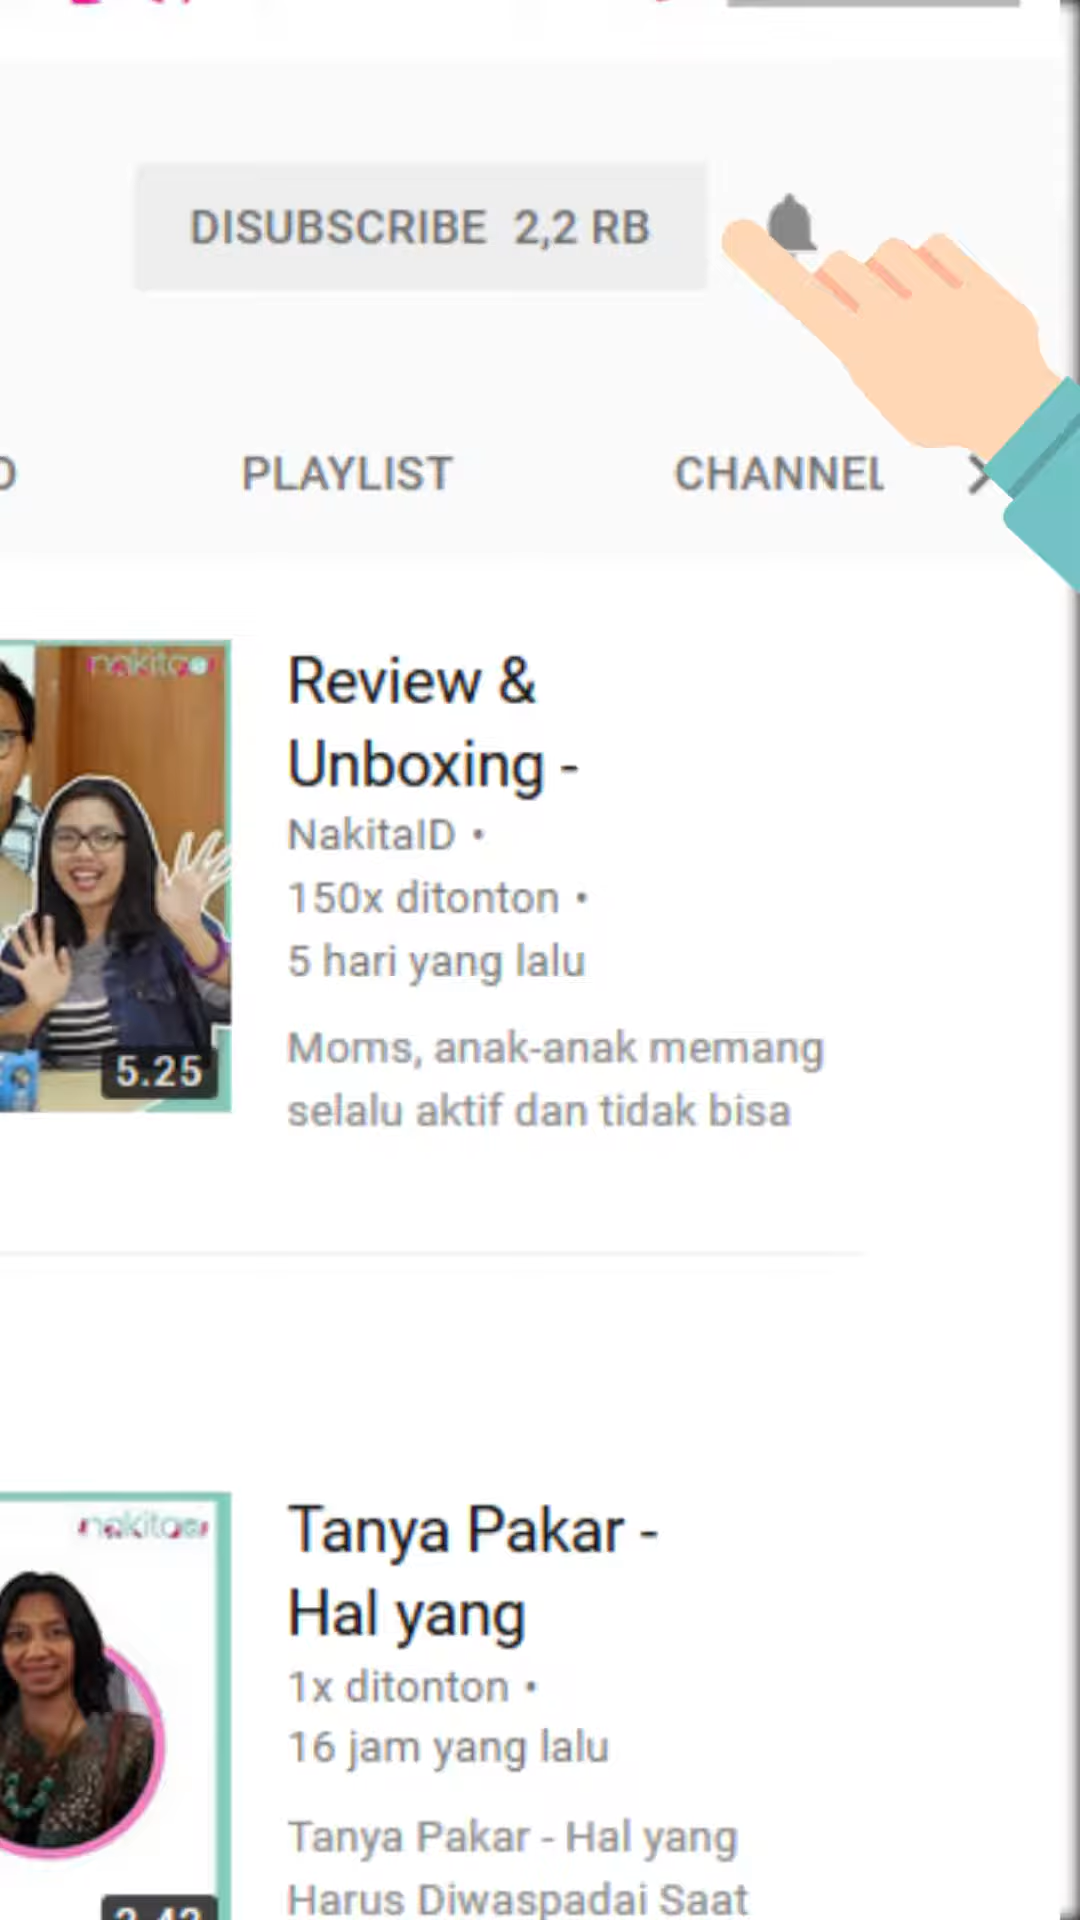 DISUBSCRIBE 2,2 RB
PLAYLIST CHANNEL
nakita
Review &
Unboxing -
NakitaID •
150x ditonton •
5 hari yang lalu
Moms, anak-anak memang
selalu aktif dan tidak bisa
5.25
nakita
Tanya Pakar -
Hal yang
1x ditonton •
16 jam yang lalu
Tanya Pakar - Hal yang
Harus Diwaspadai Saat